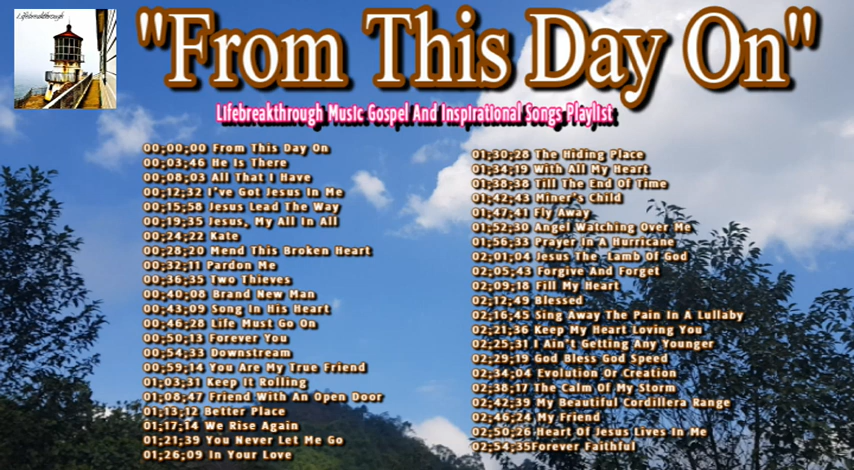 Lifebreakthrough
"From This Day On"
Lifebreakthrough Music Gospel And Inspirational Songs Playlist
00;00;00 From This Day On
00;03;46 He Is There
00;08;03 All That I Have
00;12;32 I've Got Jesus In Me
00;15;58 Jesus Lead The Way
00;19;35 Jesus, My All In All
00;24;22 Kate
00;28;20 Mend This Broken Heart
00;32;11 Pardon Me
00;36;35 Two Thieves
00;40;08 Brand New Man
00;43;09 Song In His Heart
00;46;28 Life Must Go On
00;50;13 Forever You
00;54;33 Downstream
00;59;14 You Are My True Friend
01;03;31 Keep It Rolling
01;08;47 Friend With An Open Door
01;13;12 Better Place
01;17;14 We Rise Again
01;21;39 You Never Let Me Go
01;26;09 In Your Love
01;30;28 The Hiding Place
01;34;19 With All My Heart
01;38;38 Till The End Of Time
01;42;43 Miner's Child
01;47;41 Fly Away
01;52,30 Angel Watching Over Me
01;56;33 Prayer In A Hurricane
02;01;04 Jesus The Lamb Of God
02;05;43 Forgive And Forget
02;09;18 Fill My Heart
02;12;49 Blessed
02;16;45 Sing Away The Pain In A Lullaby
02;21;36 Keep My Heart Loving You
02;25;31 I Ain't Getting Any Younger
02;29;19 God Bless God Speed
02;34;04 Evolution Or Creation
02;38;17 The Calm Of My Storm
02;42;39 My Beautiful Cordillera Range
02;46;24 My Friend
02;50;26 Heart Of Jesus Lives In Me
02;54;35Forever Faithful